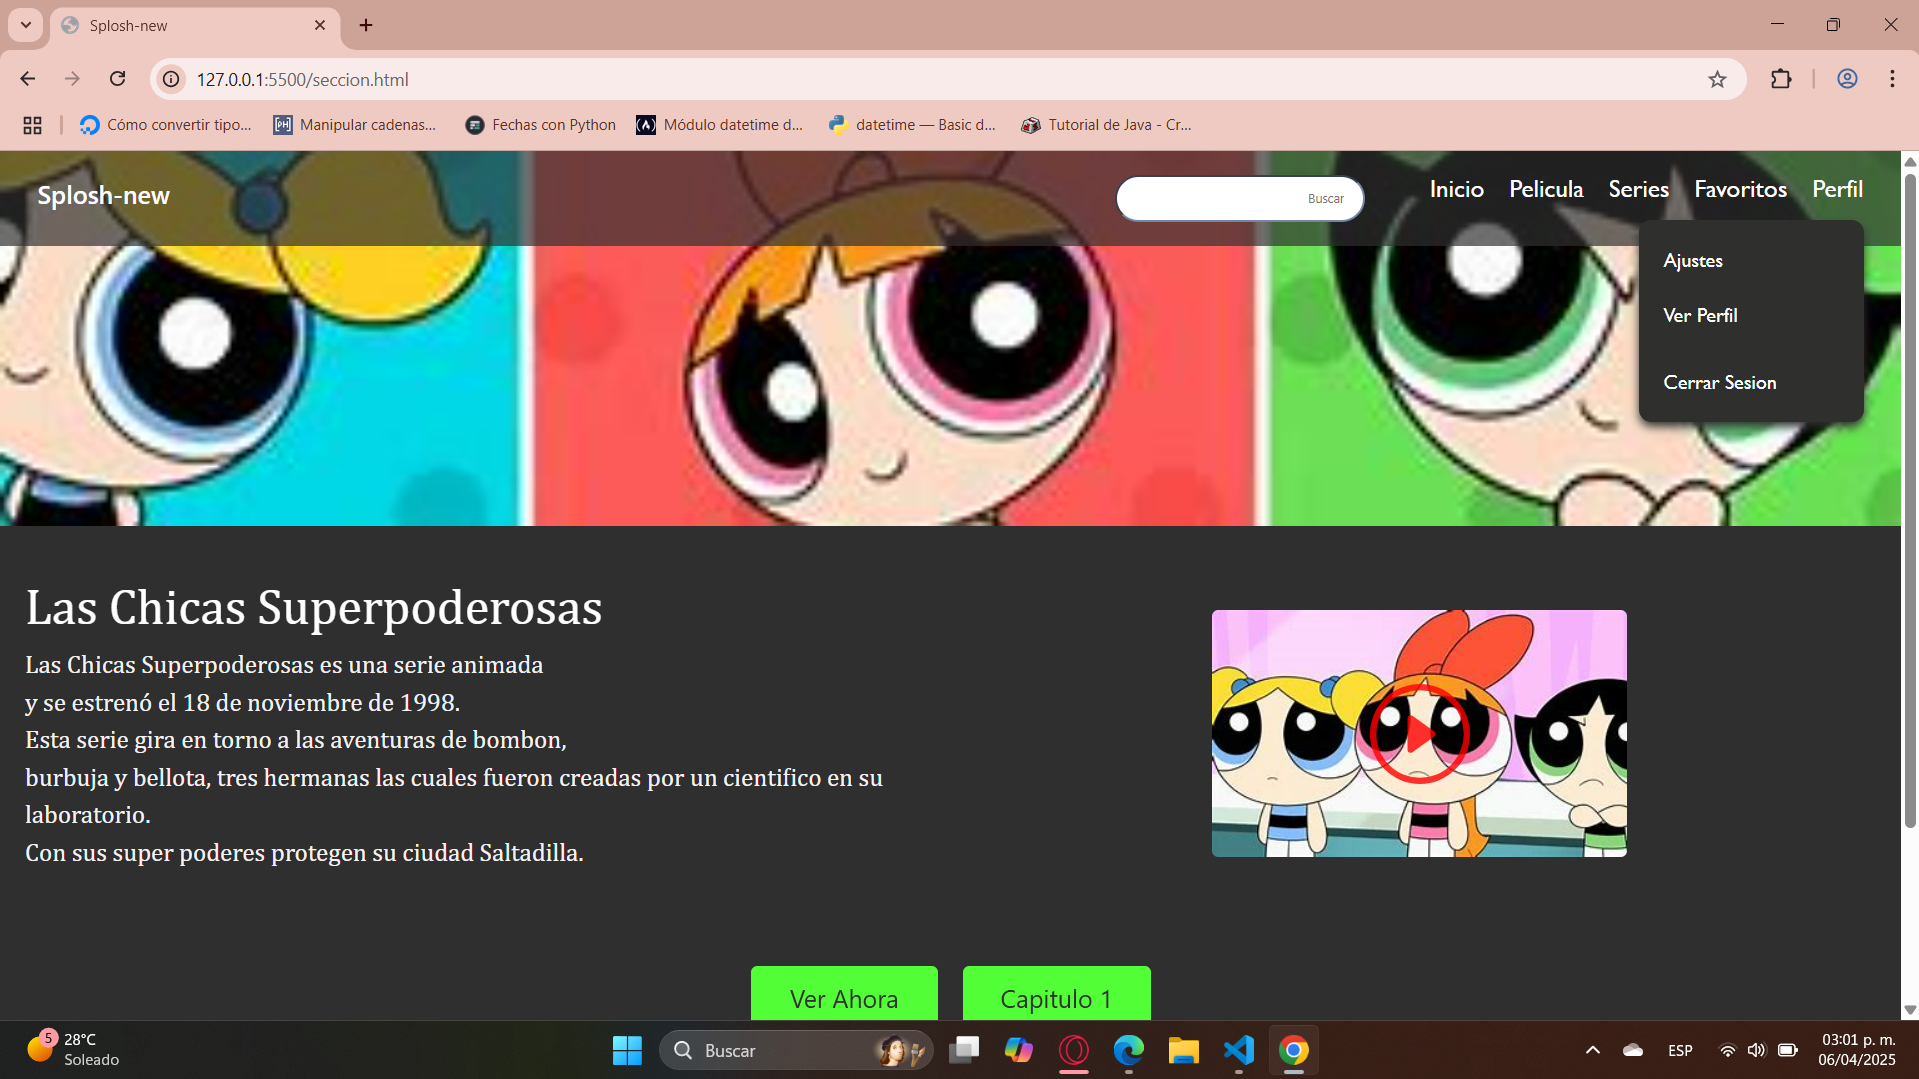 Splosh-new
127.0.0.1:5500/seccion.html
Cómo convertir tipo... PH Manipular cadenas... Fechas con Python (A) Módulo datetime d... datetime — Basic d... Tutorial de Java - Cr...
Splosh-new Buscar Inicio Pelicula Series Favoritos Perfil
Ajustes
Ver Perfil
Cerrar Sesion
Las Chicas Superpoderosas
Las Chicas Superpoderosas es una serie animada
y se estrenó el 18 de noviembre de 1998.
Esta serie gira en torno a las aventuras de bombon,
burbuja y bellota, tres hermanas las cuales fueron creadas por un cientifico en su
laboratorio.
Con sus super poderes protegen su ciudad Saltadilla.
Ver Ahora Capitulo 1
5 28°C
Soleado
Buscar
ESP
03:01 p. m.
06/04/2025